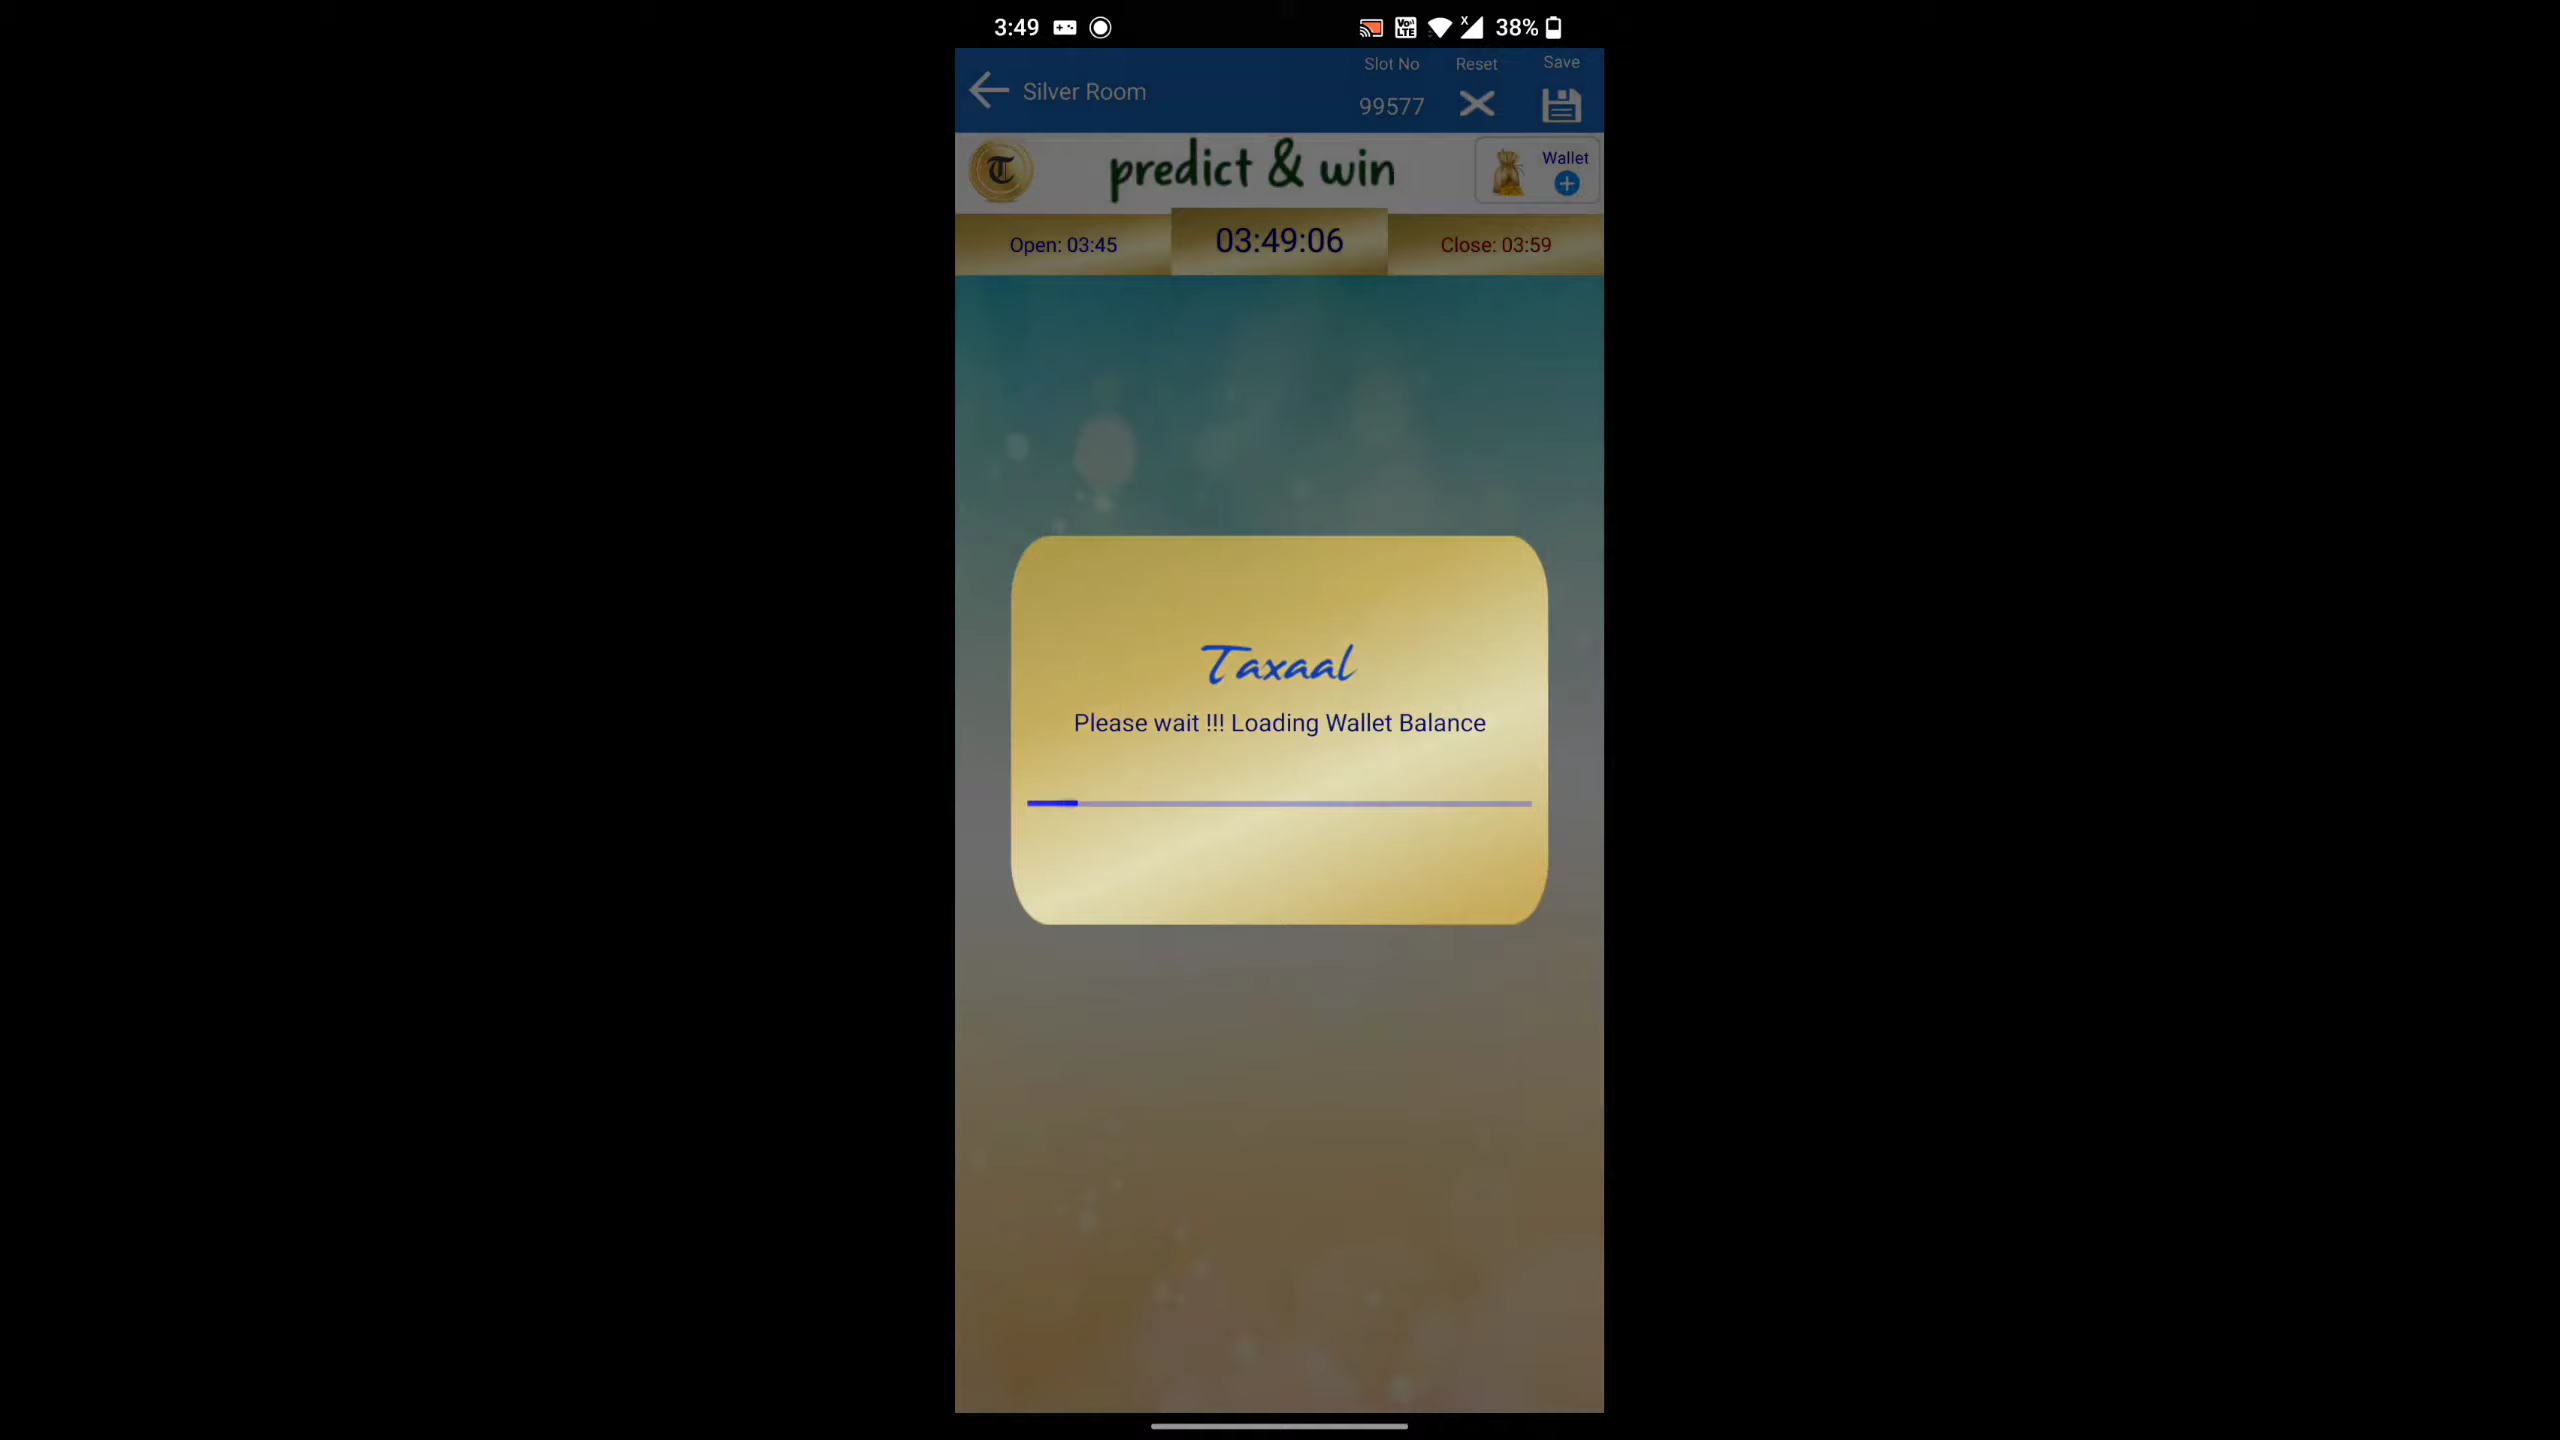 3:49 38%
Slot No Reset Save
Silver Room 99577
predict & win Wallet
Open: 03:45 03:49:06 Close: 03:59
Taxaal
Please wait !!! Loading Wallet Balance